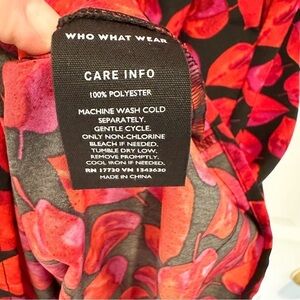 WHO WHAT WEAR
CARE INFO
100% POLYESTER
MACHINE WASH COLD
SEPARATELY.
GENTLE CYCLE.
ONLY NON-CHLORINE
BLEACH IF NEEDED.
TUMBLE DRY LOW.
REMOVE PROMPTLY.
COOL IRON IF NEEDED.
RN 17730 VN 1343630
MADE IN CHINA